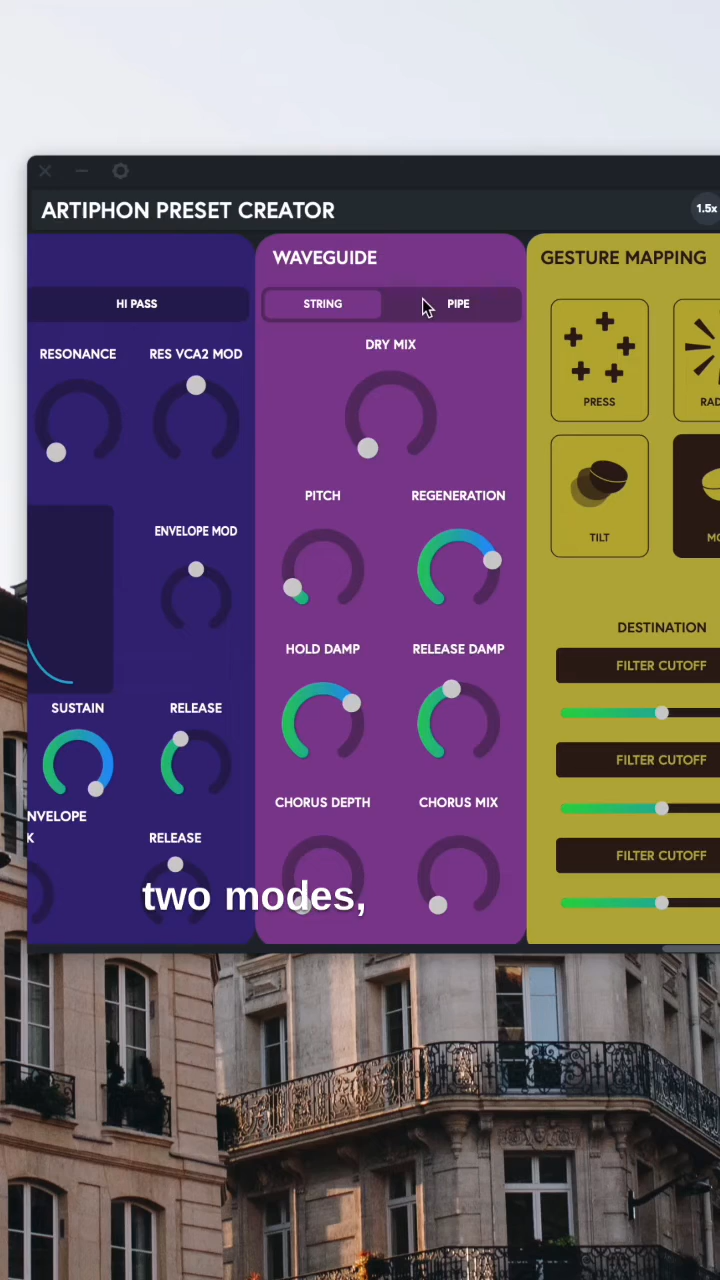 ARTIPHON PRESET CREATOR
1.5x
WAVEGUIDE
GESTURE MAPPING
HI PASS
STRING
PIPE
DRY MIX
RESONANCE
RES VCA2 MOD
PRESS
PITCH
REGENERATION
ENVELOPE MOD
TILT
DESTINATION
HOLD DAMP
RELEASE DAMP
FILTER CUTOFF
SUSTAIN
RELEASE
FILTER CUTOFF
CHORUS DEPTH
CHORUS MIX
NVELOPE
K
RELEASE
FILTER CUTOFF
two modes,